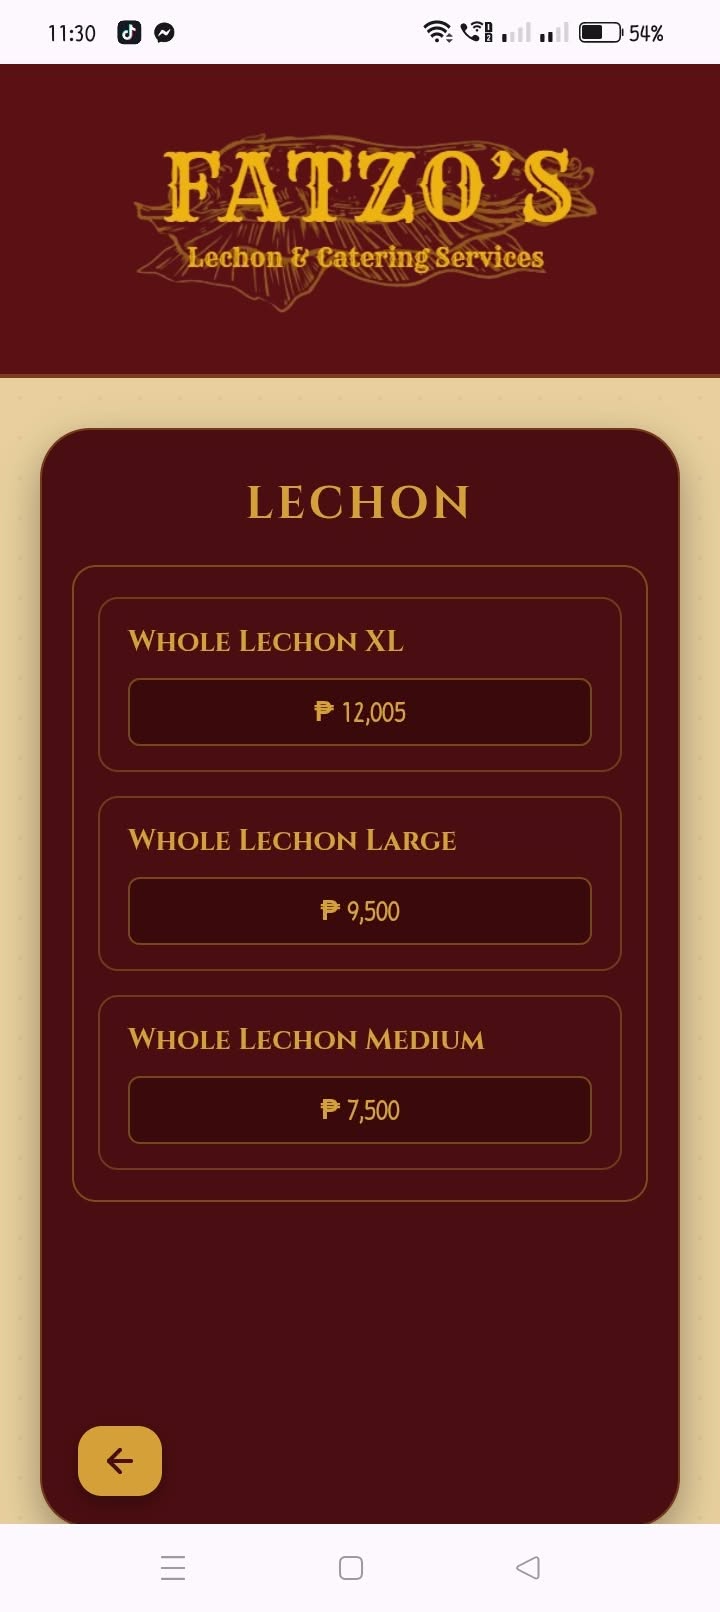 11:30
54%
FATZO'S
Lechon & Catering Services
LECHON
Whole Lechon XL
₱ 12,005
Whole Lechon Large
₱ 9,500
Whole Lechon Medium
₱ 7,500